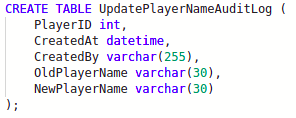 CREATE TABLE UpdatePlayerNameAuditLog (
    PlayerID int,
    CreatedAt datetime,
    CreatedBy varchar(255),
    OldPlayerName varchar(30),
    NewPlayerName varchar(30)
);